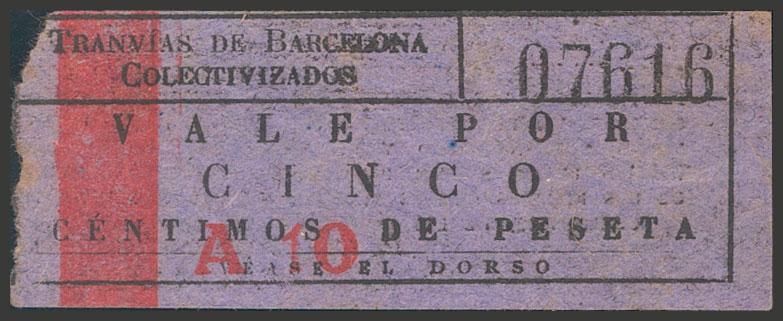 TRANVÍAS DE BARCELONA
COLECTIVIZADOS
07616
VALE POR
CINCO
CÉNTIMOS DE PESETA
A 10
VÉASE EL DORSO